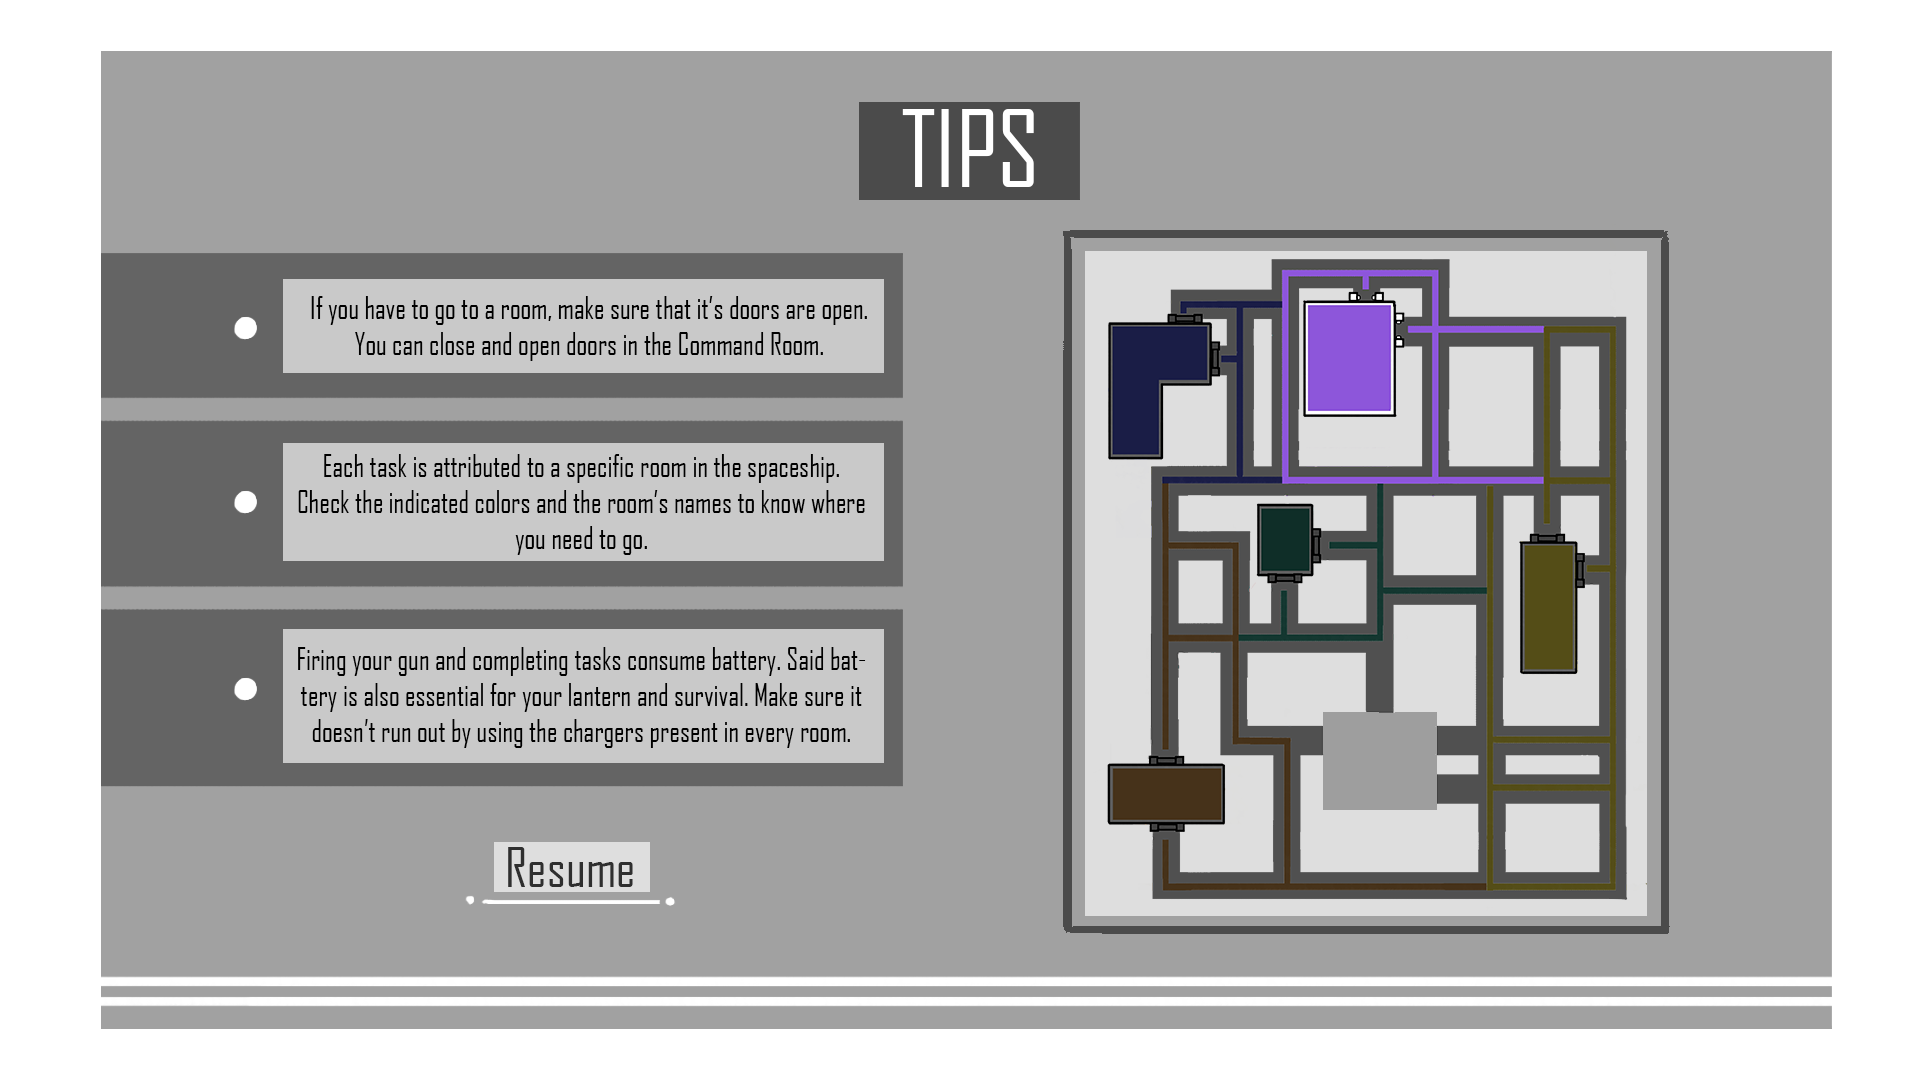 TIPS
If you have to go to a room, make sure that it's doors are open.
You can close and open doors in the Command Room.
Each task is attributed to a specific room in the spaceship.
Check the indicated colors and the room's names to know where
you need to go.
Firing your gun and completing tasks consume battery. Said bat-
tery is also essential for your lantern and survival. Make sure it
doesn't run out by using the chargers present in every room.
Resume